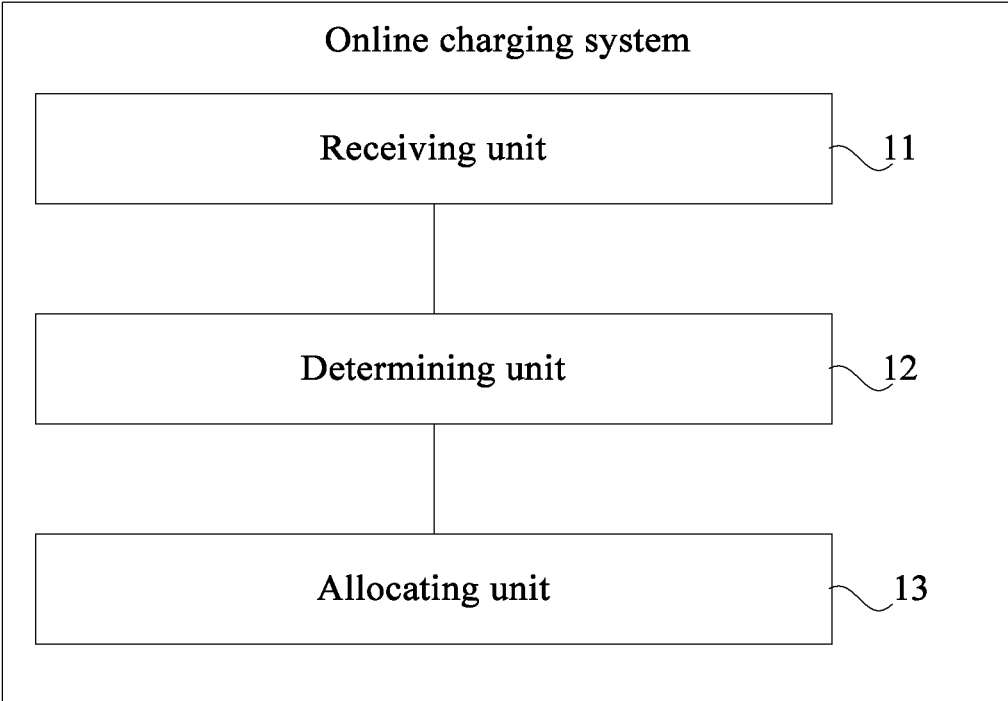 Online charging system
Receiving unit
11
Determining unit
12
Allocating unit
13